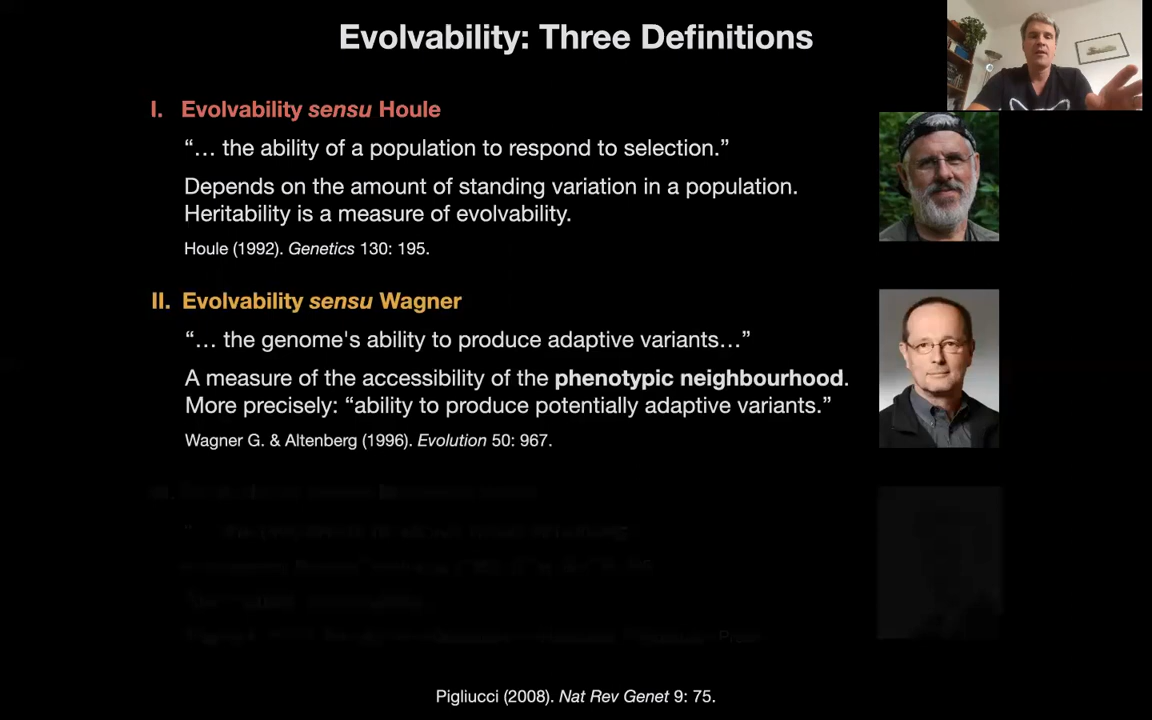 Evolvability: Three Definitions
I. Evolvability sensu Houle
“… the ability of a population to respond to selection.”
Depends on the amount of standing variation in a population.
Heritability is a measure of evolvability.
Houle (1992). Genetics 130: 195.
II. Evolvability sensu Wagner
“… the genome's ability to produce adaptive variants…”
A measure of the accessibility of the phenotypic neighbourhood.
More precisely: “ability to produce potentially adaptive variants.”
Wagner G. & Altenberg (1996). Evolution 50: 967.
Pigliucci (2008). Nat Rev Genet 9: 75.